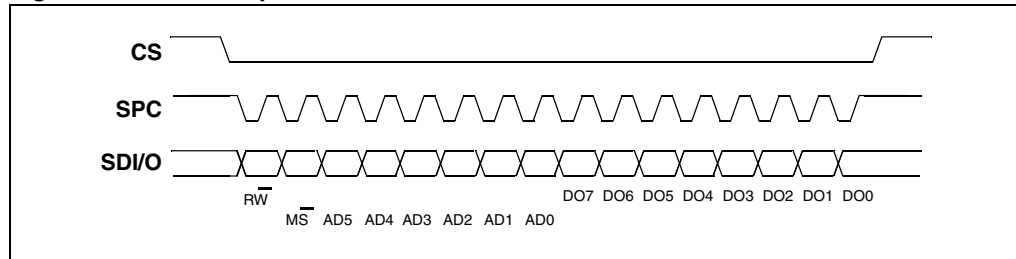 CS
SPC
SDI/O
RW
DO7 DO6 DO5 DO4 DO3 DO2 DO1 DO0
MS AD5 AD4 AD3 AD2 AD1 AD0